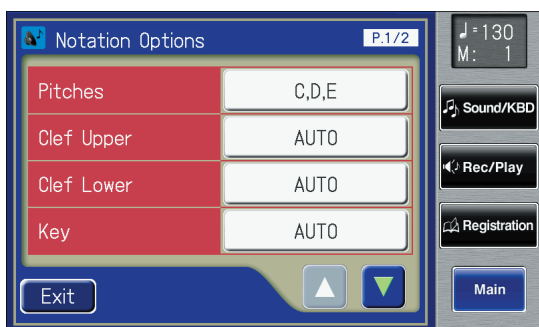 Notation Options P.1/2
Pitches C,D,E
Clef Upper AUTO
Clef Lower AUTO
Key AUTO
Exit
♩=130
M: 1
Sound/KBD
Rec/Play
Registration
Main